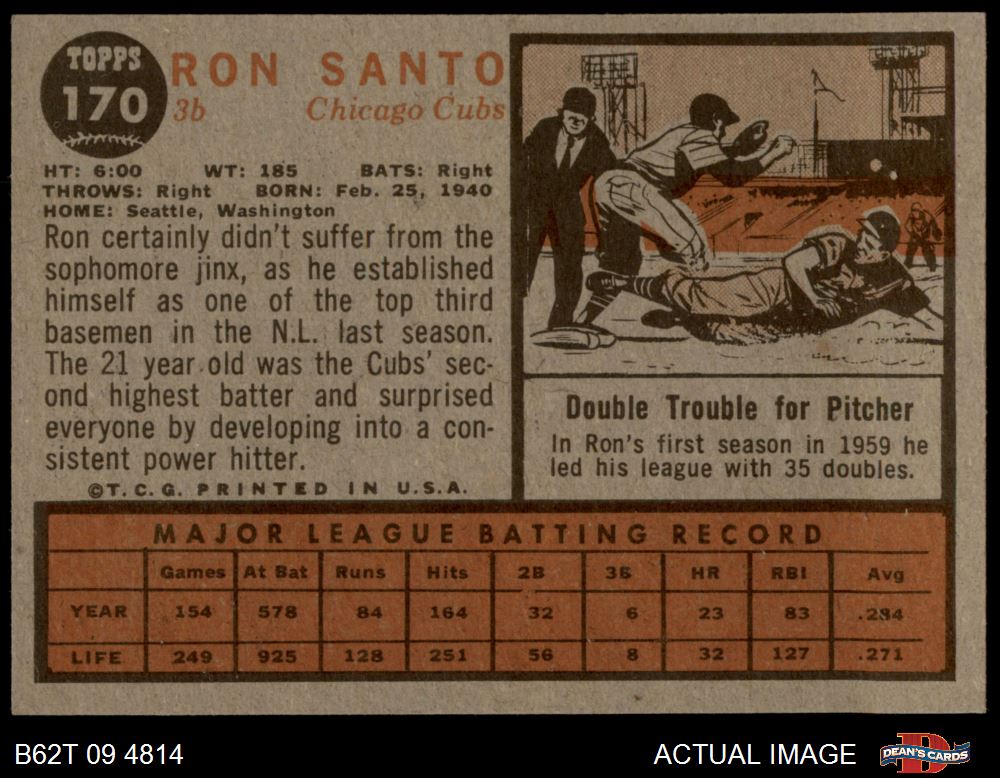 TOPPS
170
RON SANTO
3b Chicago Cubs
HT: 6:00 WT: 185 BATS: Right
THROWS: Right BORN: Feb. 25, 1940
HOME: Seattle, Washington
Ron certainly didn't suffer from the
sophomore jinx, as he established
himself as one of the top third
basemen in the N.L. last season.
The 21 year old was the Cubs' sec-
ond highest batter and surprised
everyone by developing into a con-
sistent power hitter.
©T.C.G. PRINTED IN U.S.A.
Double Trouble for Pitcher
In Ron's first season in 1959 he
led his league with 35 doubles.
MAJOR LEAGUE BATTING RECORD
Games At Bat Runs Hits 2B 3B HR RBI Avg
YEAR 154 578 84 164 32 6 23 83 .284
LIFE 249 925 128 251 56 8 32 127 .271
B62T 09 4814 ACTUAL IMAGE DEAN'S CARDS